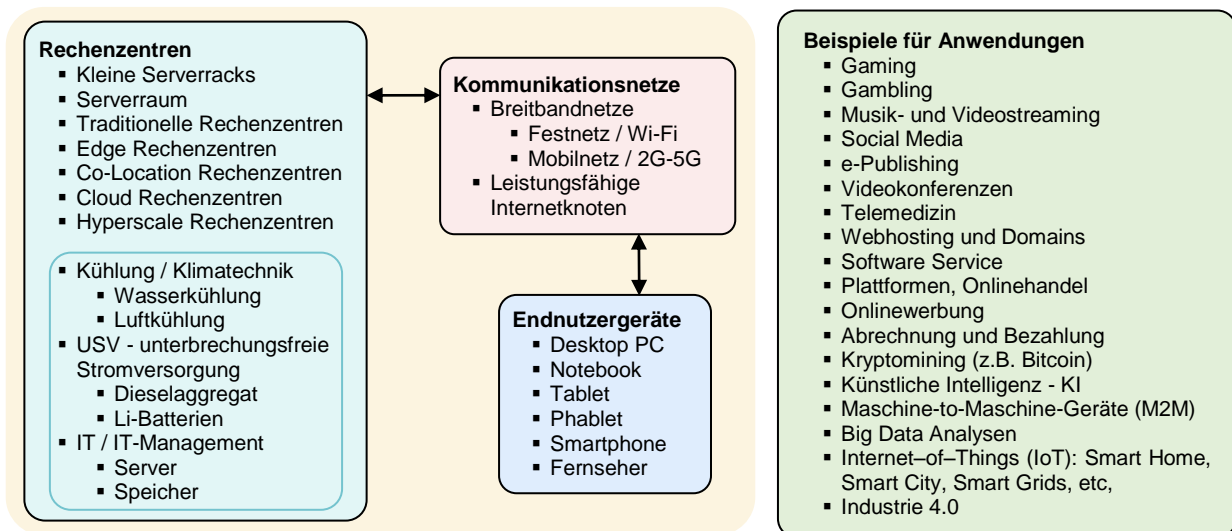 Rechenzentren
▪ Kleine Serverracks
▪ Serverraum
▪ Traditionelle Rechenzentren
▪ Edge Rechenzentren
▪ Co-Location Rechenzentren
▪ Cloud Rechenzentren
▪ Hyperscale Rechenzentren
▪ Kühlung / Klimatechnik
▪ Wasserkühlung
▪ Luftkühlung
▪ USV - unterbrechungsfreie
Stromversorgung
▪ Dieselaggregat
▪ Li-Batterien
▪ IT / IT-Management
▪ Server
▪ Speicher
Kommunikationsnetze
▪ Breitbandnetze
▪ Festnetz / Wi-Fi
▪ Mobilnetz / 2G-5G
▪ Leistungsfähige
Internetknoten
Endnutzergeräte
▪ Desktop PC
▪ Notebook
▪ Tablet
▪ Phablet
▪ Smartphone
▪ Fernseher
Beispiele für Anwendungen
▪ Gaming
▪ Gambling
▪ Musik- und Videostreaming
▪ Social Media
▪ e-Publishing
▪ Videokonferenzen
▪ Telemedizin
▪ Webhosting und Domains
▪ Software Service
▪ Plattformen, Onlinehandel
▪ Onlinewerbung
▪ Abrechnung und Bezahlung
▪ Kryptomining (z.B. Bitcoin)
▪ Künstliche Intelligenz - KI
▪ Maschine-to-Maschine-Geräte (M2M)
▪ Big Data Analysen
▪ Internet–of–Things (IoT): Smart Home,
Smart City, Smart Grids, etc,
▪ Industrie 4.0